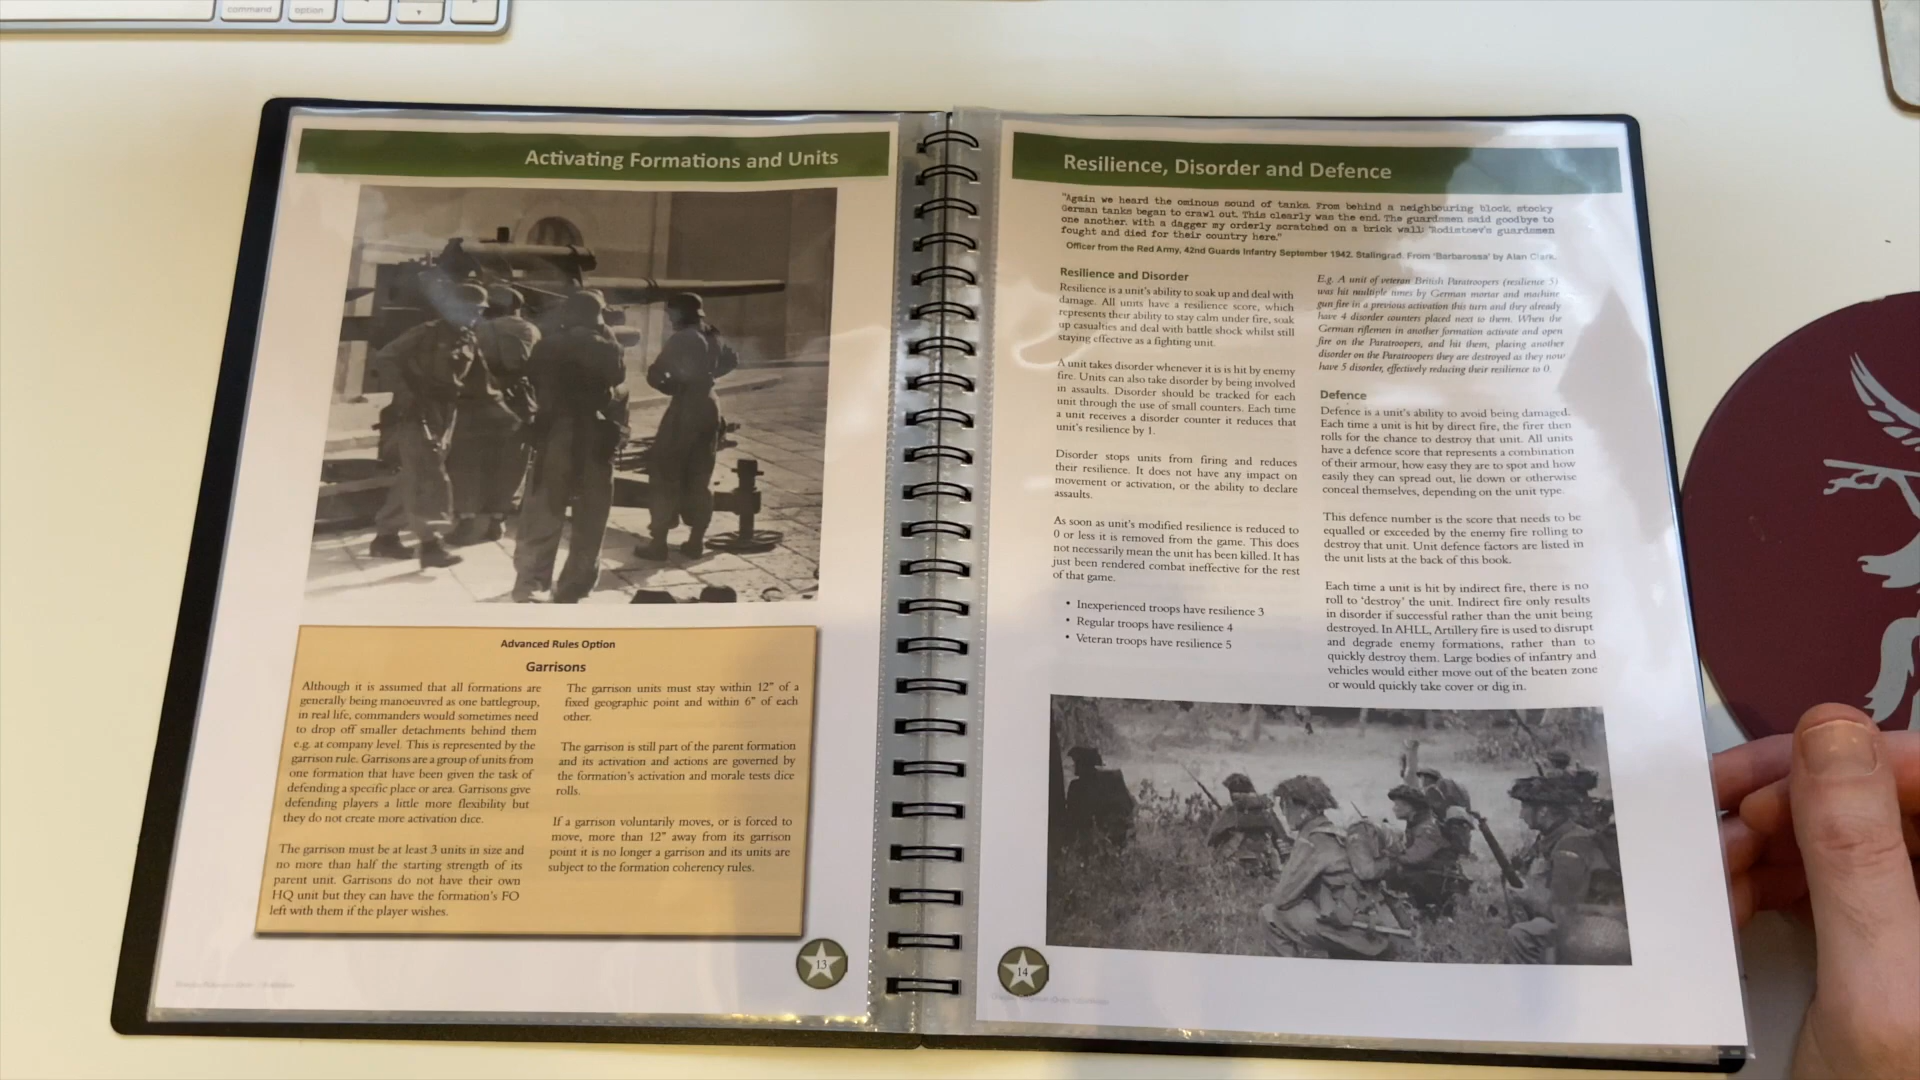 command
option
Activating Formations and Units
Advanced Rules Option
Garrisons
Although it is assumed that all formations are
generally being manoeuvred as one battlegroup,
in real life, commanders would sometimes need
to drop off smaller detachments behind them
e.g. at company level. This is represented by the
garrison rule. Garrisons are a group of units from
one formation that have been given the task of
defending a specific place or area. Garrisons give
defending players a little more flexibility but
they do not create more activation dice.
The garrison must be at least 3 units in size and
no more than half the starting strength of its
parent unit. Garrisons do not have their own
HQ unit but they can have the formation's FO
left with them if the player wishes.
The garrison units must stay within 12" of a
fixed geographic point and within 6" of each
other.
The garrison is still part of the parent formation
and its activation and actions are governed by
the formation's activation and morale tests dice
rolls.
If a garrison voluntarily moves, or is forced to
move, more than 12" away from its garrison
point it is no longer a garrison and its units are
subject to the formation coherency rules.
13
Resilience, Disorder and Defence
"Again we heard the ominous sound of tanks. From behind a neighbouring block, stocky
German tanks began to crawl out. This clearly was the end. The guardsmen said goodbye to
one another. With a dagger my orderly scratched on a brick wall: 'Rodimtsev's guardsmen
fought and died for their country here."
Officer from the Red Army, 42nd Guards Infantry September 1942. Stalingrad. From 'Barbarossa' by Alan Clark.
Resilience and Disorder
Resilience is a unit's ability to soak up and deal with
damage. All units have a resilience score, which
represents their ability to stay calm under fire, soak
up casualties and deal with battle shock whilst still
staying effective as a fighting unit.
A unit takes disorder whenever it is hit by enemy
fire. Units can also take disorder by being involved
in assaults. Disorder should be tracked for each
unit through the use of small counters. Each time
a unit receives a disorder counter it reduces that
unit's resilience by 1.
Disorder stops units from firing and reduces
their resilience. It does not have any impact on
movement or activation, or the ability to declare
assaults.
As soon as unit's modified resilience is reduced to
0 or less it is removed from the game. This does
not necessarily mean the unit has been killed. It has
just been rendered combat ineffective for the rest
of that game.
• Inexperienced troops have resilience 3
• Regular troops have resilience 4
• Veteran troops have resilience 5
E.g. A unit of veteran British Paratroopers (resilience 5)
was hit multiple times by German mortar and machine
gun fire in a previous activation this turn and they already
have 4 disorder counters placed next to them. When the
German riflemen in another formation activate and open
fire on the Paratroopers, and hit them, placing another
disorder on the Paratroopers they are destroyed as they now
have 5 disorder, effectively reducing their resilience to 0.
Defence
Defence is a unit's ability to avoid being damaged.
Each time a unit is hit by direct fire, the firer then
rolls for the chance to destroy that unit. All units
have a defence score that represents a combination
of their armour, how easy they are to spot and how
easily they can spread out, lie down or otherwise
conceal themselves, depending on the unit type.
This defence number is the score that needs to be
equalled or exceeded by the enemy fire rolling to
destroy that unit. Unit defence factors are listed in
the unit lists at the back of this book.
Each time a unit is hit by indirect fire, there is no
roll to 'destroy' the unit. Indirect fire only results
in disorder if successful rather than the unit being
destroyed. In AHLL, Artillery fire is used to disrupt
and degrade enemy formations, rather than to
quickly destroy them. Large bodies of infantry and
vehicles would either move out of the beaten zone
or would quickly take cover or dig in.
14